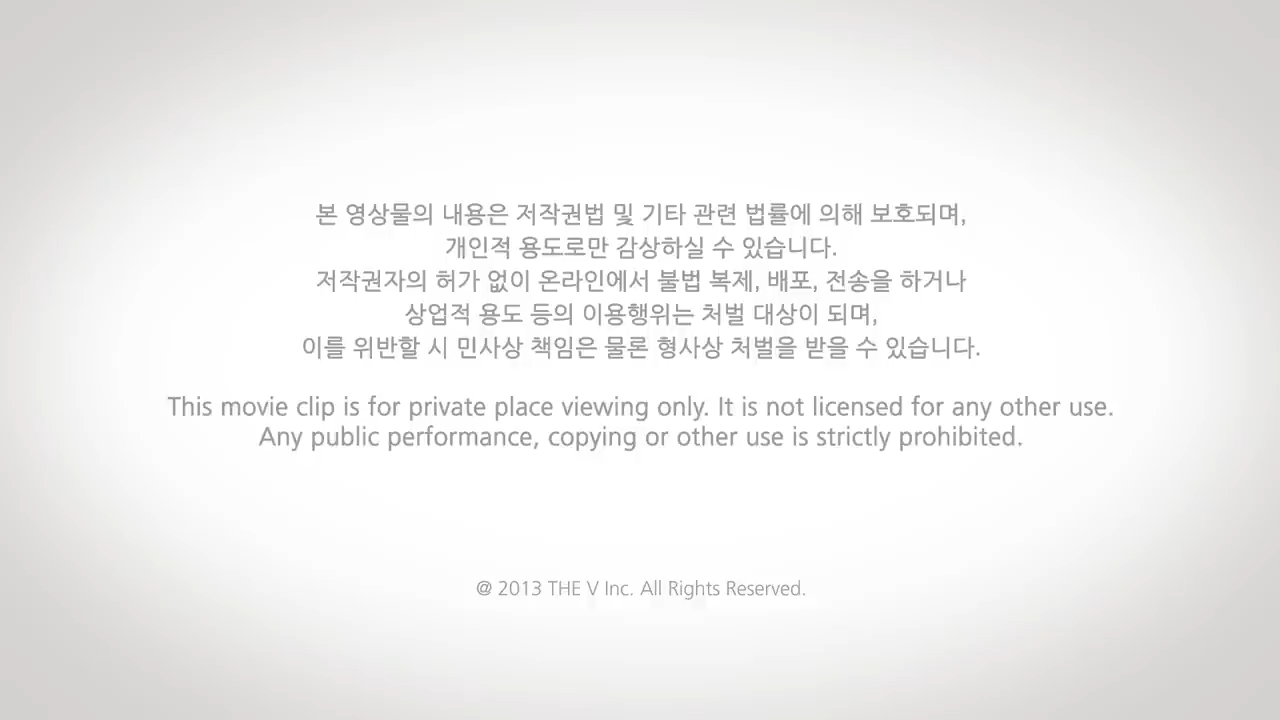 본 영상물의 내용은 저작권법 및 기타 관련 법률에 의해 보호되며,
개인적 용도로만 감상하실 수 있습니다.
저작권자의 허가 없이 온라인에서 불법 복제, 배포, 전송을 하거나
상업적 용도 등의 이용행위는 처벌 대상이 되며,
이를 위반할 시 민사상 책임은 물론 형사상 처벌을 받을 수 있습니다.
This movie clip is for private place viewing only. It is not licensed for any other use.
Any public performance, copying or other use is strictly prohibited.
@ 2013 THE V Inc. All Rights Reserved.